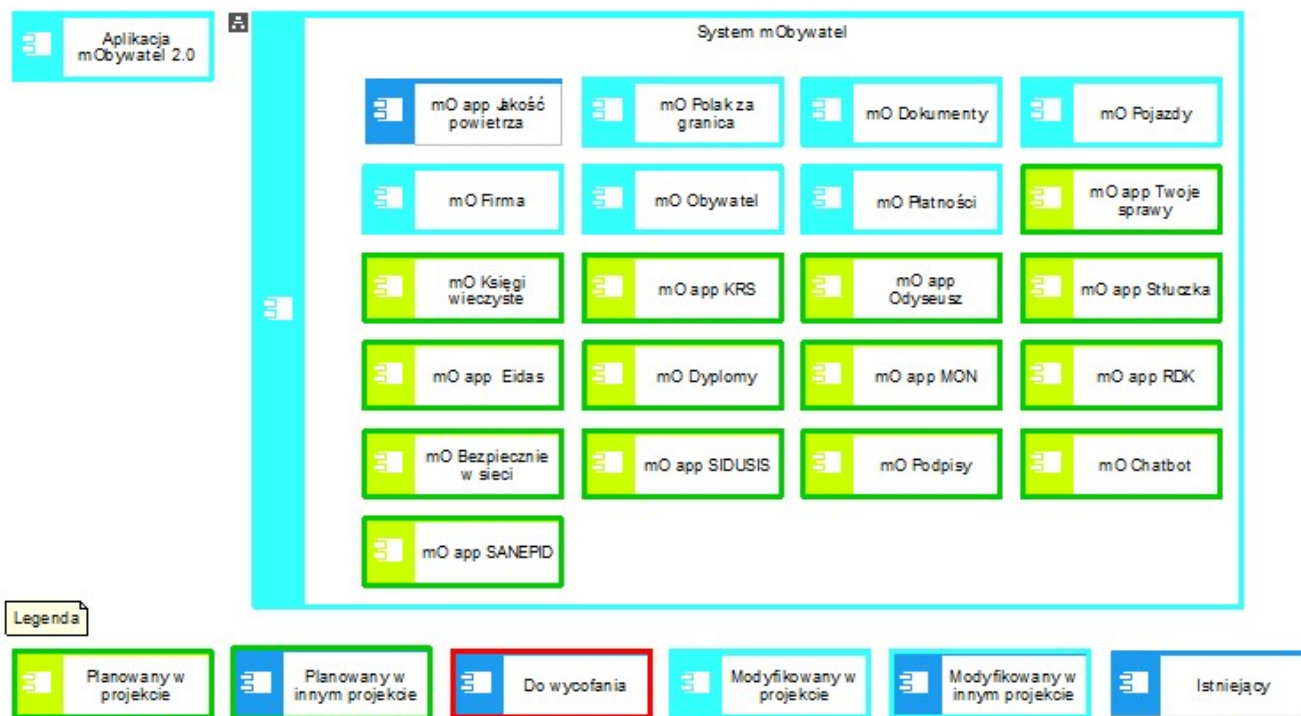 Aplikacja
mObywatel 2.0
System mObywatel
mO app Jakość
powietrza
mO Polak za
granica
mO Dokumenty
mO Pojazdy
mO Firma
mO Obywatel
mO Płatności
mO app Twoje
sprawy
mO Księgi
wieczyste
mO app KRS
mO app
Odyseusz
mO app Stłuczka
mO app Eidas
mO Dyplomy
mO app MON
mO app RDK
mO Bezpiecznie
w sieci
mO app SIDUSIS
mO Podpisy
mO Chatbot
mO app SANEPID
Legenda
Planowany w
projekcie
Planowany w
innym projekcie
Do wycofania
Modyfikowany w
projekcie
Modyfikowany w
innym projekcie
Istniejący